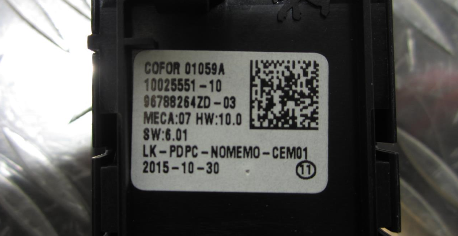 COFOR 01059A
10025551-10
96788264ZD-03
MECA:07 HW:10.0
SW:6.01
LK-PDPC-NOMEMO-CEM01
2015-10-30
11